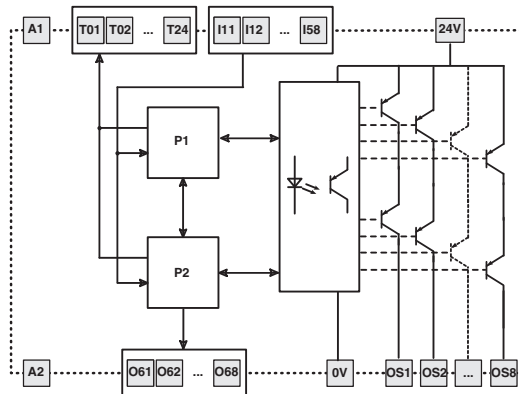 A1 T01 T02 ... T24 I11 I12 ... I58 24V
P1
P2
A2 O61 O62 ... O68 0V OS1 OS2 ... OS8